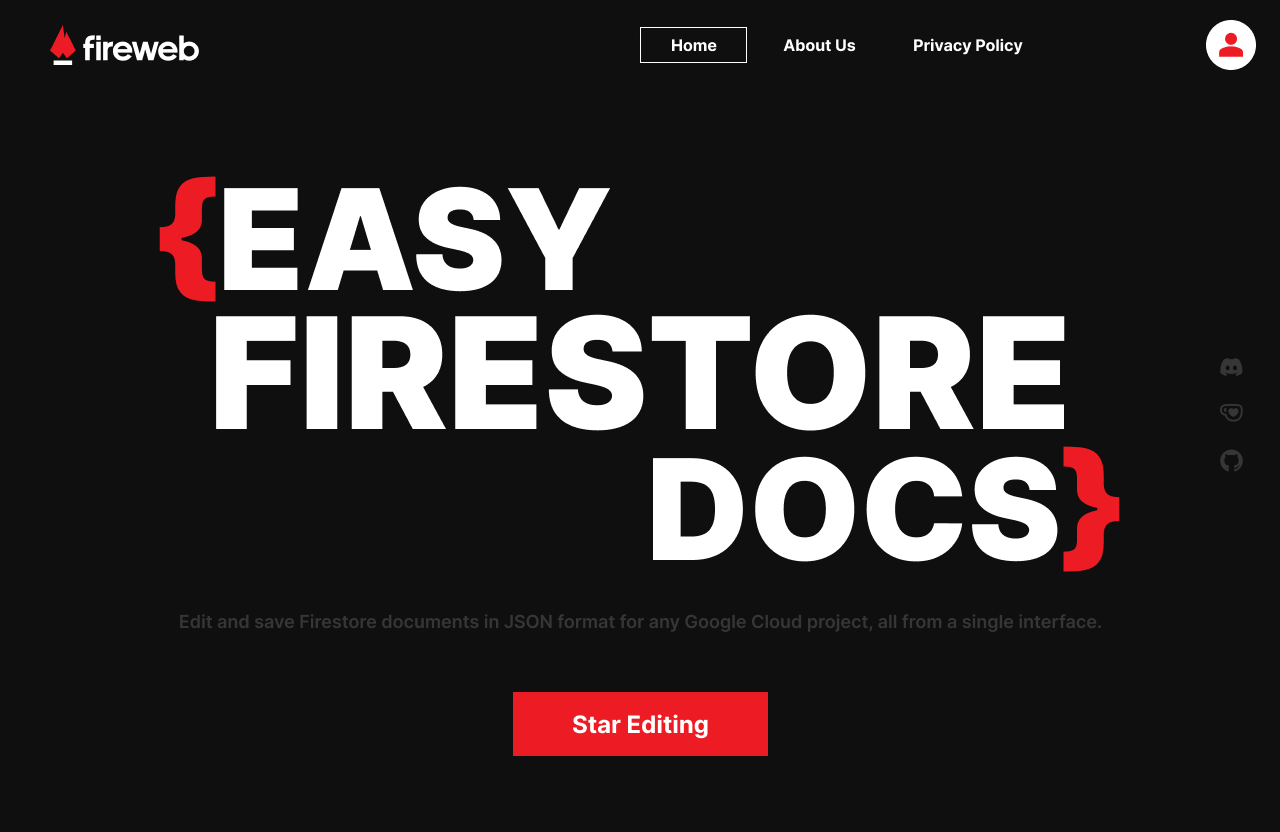 fireweb
Home
About Us
Privacy Policy
{EASY
FIRESTORE
DOCS}
Edit and save Firestore documents in JSON format for any Google Cloud project, all from a single interface.
Star Editing